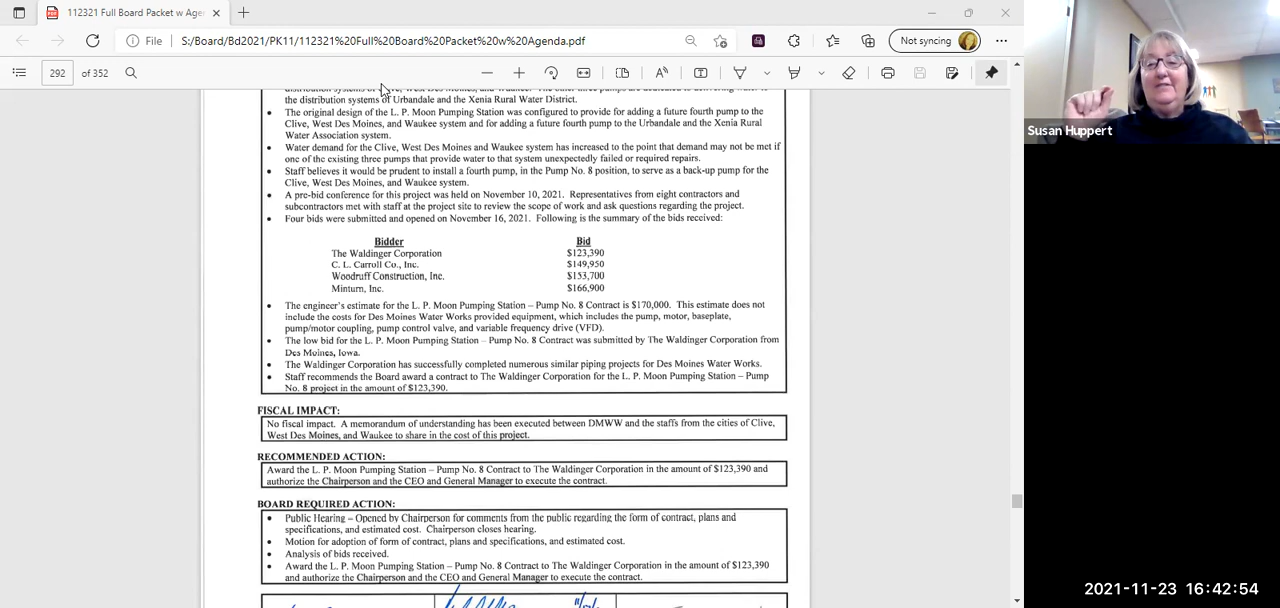 112321 Full Board Packet w Age
File
S:/Board/Bd2021/PK11/112321%20Full%20Board%20Packet%20w%20Agenda.pdf
Not syncing
292 of 352
the distribution systems of Urbandale and the Xenia Rural Water District.
• The original design of the L. P. Moon Pumping Station was configured to provide for adding a future fourth pump to the
Clive, West Des Moines, and Waukee system and for adding a future fourth pump to the Urbandale and the Xenia Rural
Water Association system.
• Water demand for the Clive, West Des Moines and Waukee system has increased to the point that demand may not be met if
one of the existing three pumps that provide water to that system unexpectedly failed or required repairs.
• Staff believes it would be prudent to install a fourth pump, in the Pump No. 8 position, to serve as a back-up pump for the
Clive, West Des Moines, and Waukee system.
• A pre-bid conference for this project was held on November 10, 2021. Representatives from eight contractors and
subcontractors met with staff at the project site to review the scope of work and ask questions regarding the project.
• Four bids were submitted and opened on November 16, 2021. Following is the summary of the bids received:
Bidder Bid
The Waldinger Corporation $123,390
C. L. Carroll Co., Inc. $149,950
Woodruff Construction, Inc. $153,700
Minturn, Inc. $166,900
• The engineer's estimate for the L. P. Moon Pumping Station – Pump No. 8 Contract is $170,000. This estimate does not
include the costs for Des Moines Water Works provided equipment, which includes the pump, motor, baseplate,
pump/motor coupling, pump control valve, and variable frequency drive (VFD).
• The low bid for the L. P. Moon Pumping Station – Pump No. 8 Contract was submitted by The Waldinger Corporation from
Des Moines, Iowa.
• The Waldinger Corporation has successfully completed numerous similar piping projects for Des Moines Water Works.
• Staff recommends the Board award a contract to The Waldinger Corporation for the L. P. Moon Pumping Station – Pump
No. 8 project in the amount of $123,390.
FISCAL IMPACT:
No fiscal impact. A memorandum of understanding has been executed between DMWW and the staffs from the cities of Clive,
West Des Moines, and Waukee to share in the cost of this project.
RECOMMENDED ACTION:
Award the L. P. Moon Pumping Station – Pump No. 8 Contract to The Waldinger Corporation in the amount of $123,390 and
authorize the Chairperson and the CEO and General Manager to execute the contract.
BOARD REQUIRED ACTION:
• Public Hearing – Opened by Chairperson for comments from the public regarding the form of contract, plans and
specifications, and estimated cost. Chairperson closes hearing.
• Motion for adoption of form of contract, plans and specifications, and estimated cost.
• Analysis of bids received.
• Award the L. P. Moon Pumping Station – Pump No. 8 Contract to The Waldinger Corporation in the amount of $123,390
and authorize the Chairperson and the CEO and General Manager to execute the contract.
Susan Huppert
2021-11-23 16:42:54